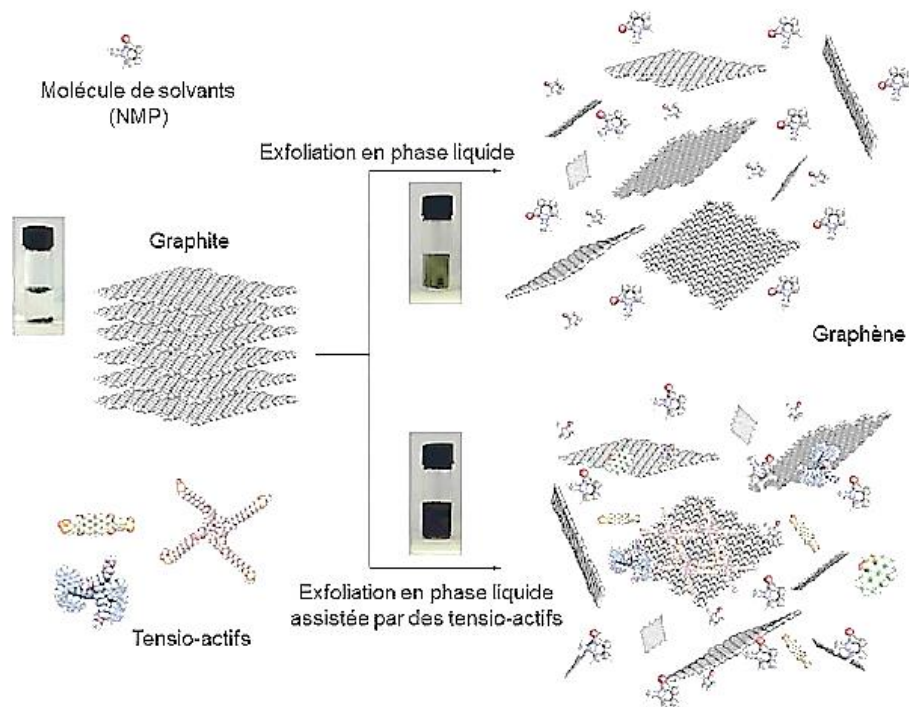 Molécule de solvants
(NMP)
Exfoliation en phase liquide
Graphite
Graphène
Tensio-actifs
Exfoliation en phase liquide
assistée par des tensio-actifs